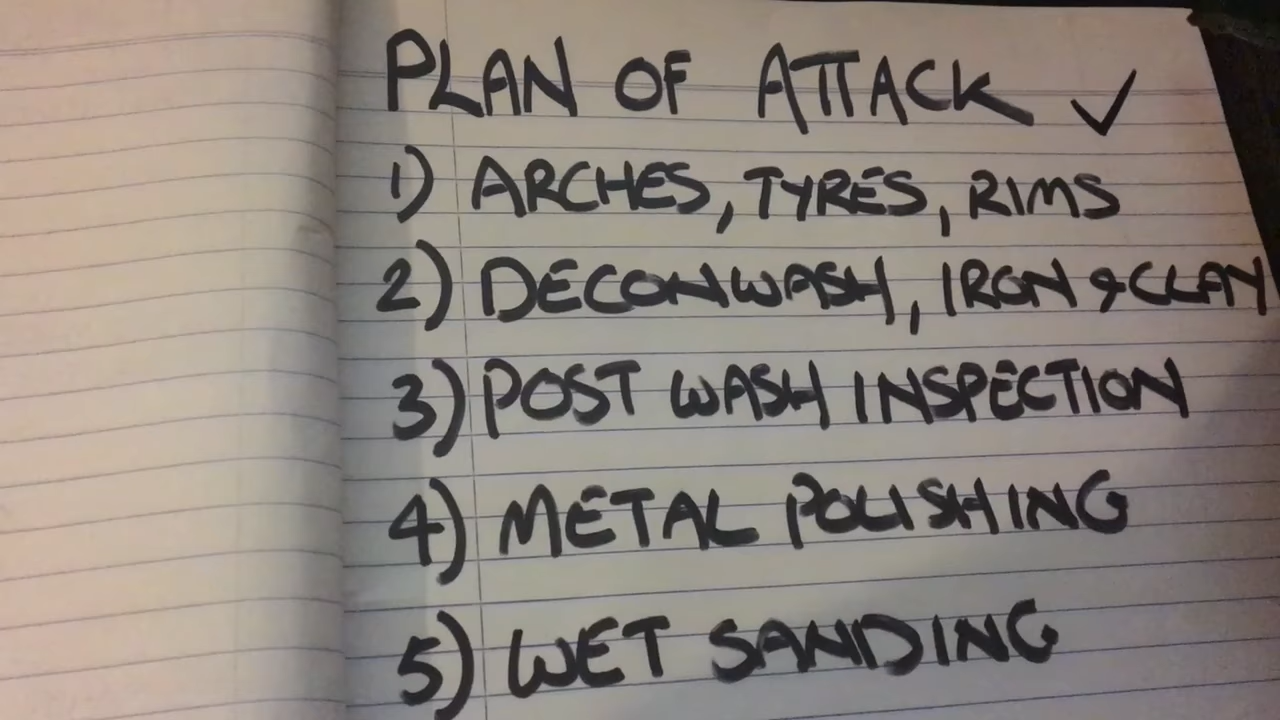 PLAN OF ATTACK ✓
1) ARCHES, TYRES, RIMS
2) DECONWASH, IRON & CLAY
3) POST WASH INSPECTION
4) METAL POLISHING
5) WET SANDING